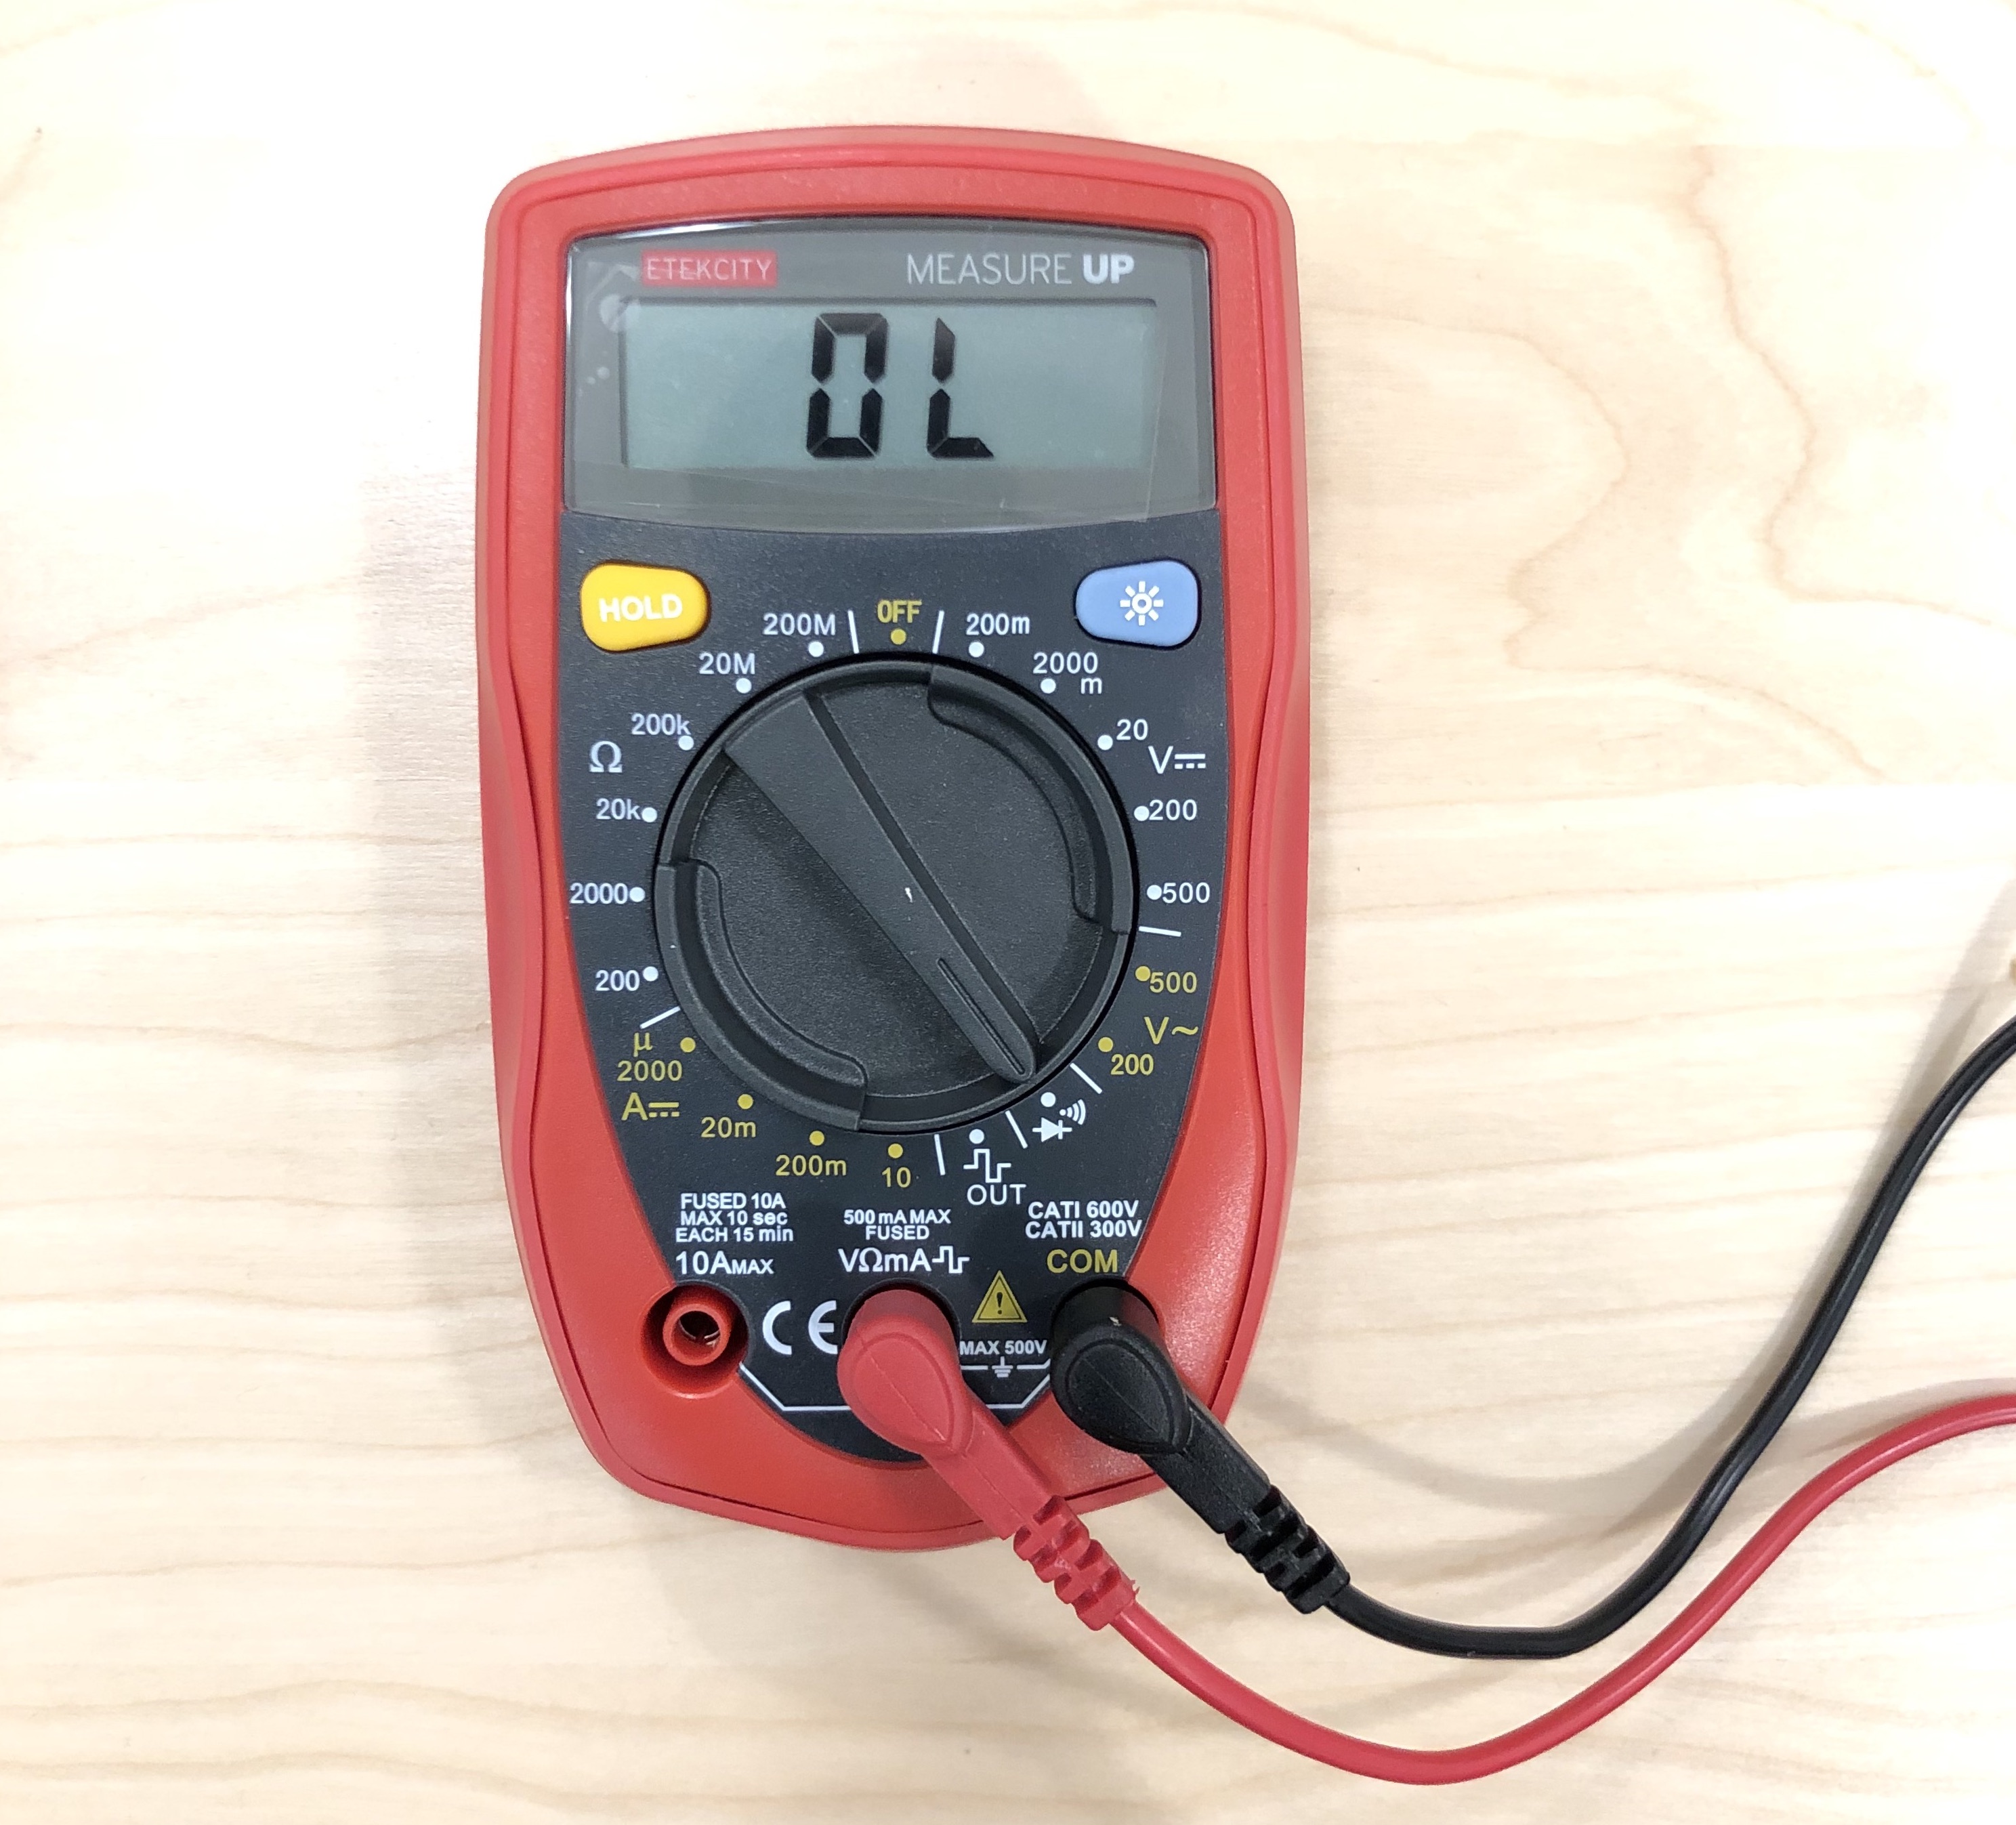 ETEKCITY MEASURE UP
OL
HOLD
OFF
200M
200m
20M
2000
m
200k
20
Ω
V⎓
20k
200
2000
500
200
500
µ
2000
V~
200
A⎓
20m
200m
10
OUT
FUSED 10A
MAX 10 sec
EACH 15 min
10AMAX
500 mA MAX
FUSED
VΩmA
CATI 600V
CATII 300V
COM
CE
!
MAX 500V